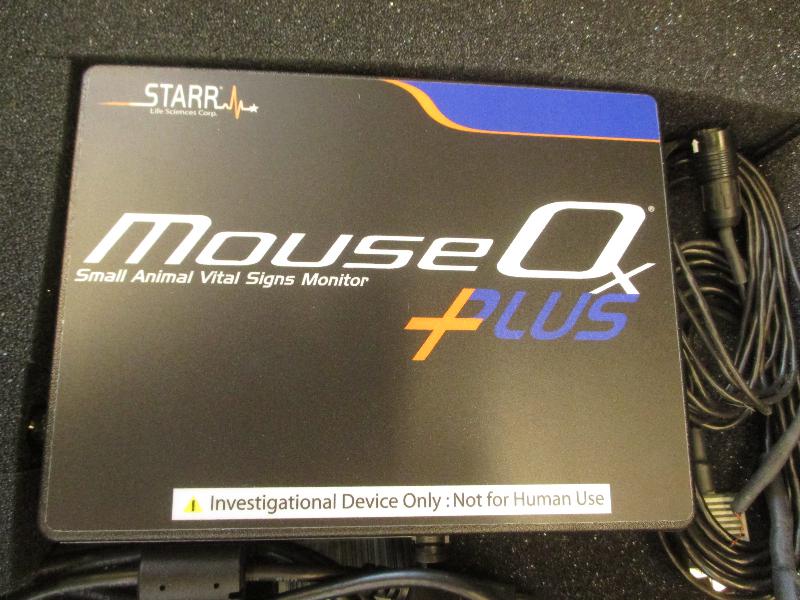 STARR®
Life Sciences Corp.
MouseOx®
Small Animal Vital Signs Monitor
PLUS
Investigational Device Only : Not for Human Use